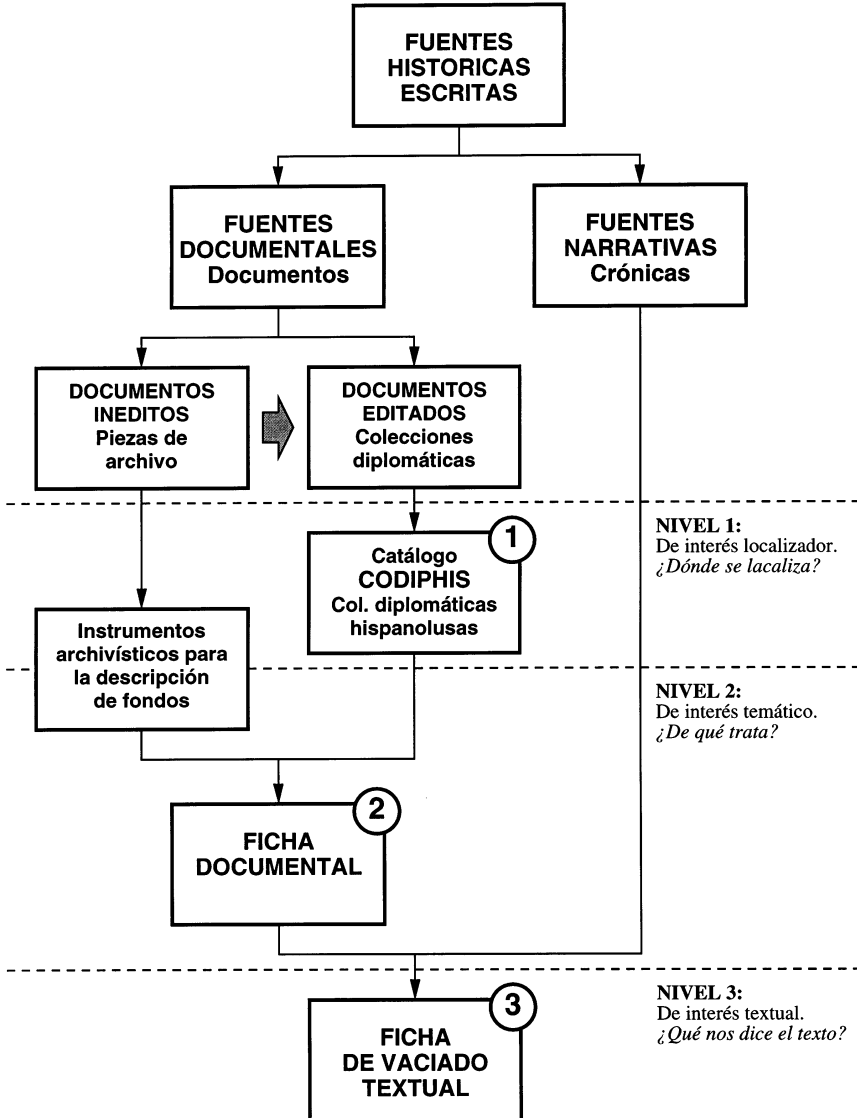 FUENTES
HISTORICAS
ESCRITAS
FUENTES
DOCUMENTALES
Documentos
FUENTES
NARRATIVAS
Crónicas
DOCUMENTOS
INEDITOS
Piezas de
archivo
DOCUMENTOS
EDITADOS
Colecciones
diplomáticas
1
Catálogo
CODIPHIS
Col. diplomáticas
hispanolusas
NIVEL 1:
De interés localizador.
¿Dónde se lacaliza?
Instrumentos
archivísticos para
la descripción
de fondos
NIVEL 2:
De interés temático.
¿De qué trata?
2
FICHA
DOCUMENTAL
NIVEL 3:
De interés textual.
¿Qué nos dice el texto?
3
FICHA
DE VACIADO
TEXTUAL